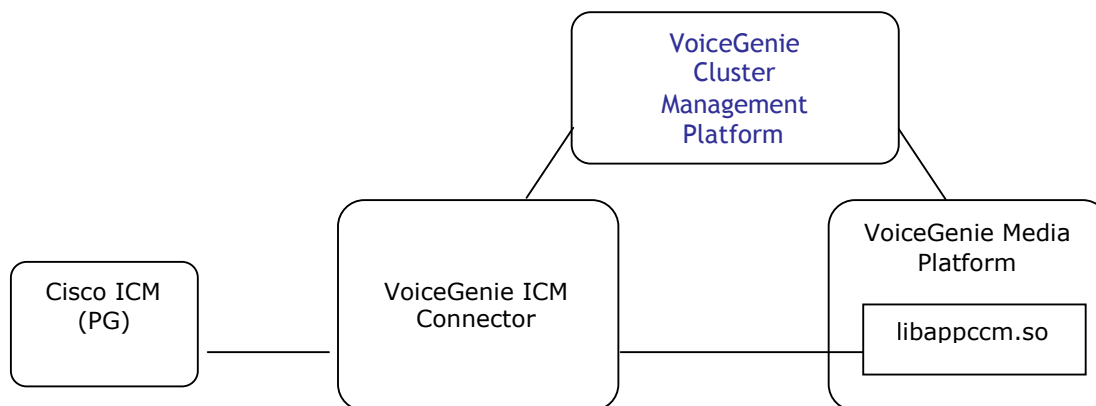 VoiceGenie
Cluster
Management
Platform
VoiceGenie Media
Platform
Cisco ICM
(PG)
VoiceGenie ICM
Connector
libappccm.so